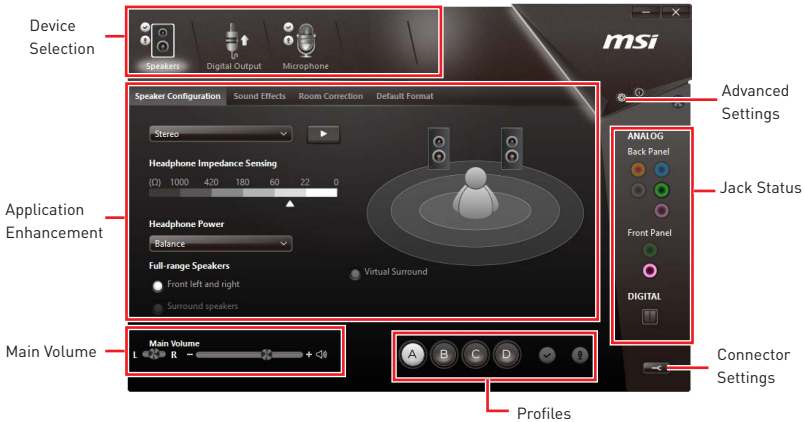 Device
Selection
Speakers
Digital Output
Microphone
msi
Speaker Configuration
Sound Effects
Room Correction
Default Format
Advanced
Settings
Stereo
Headphone Impedance Sensing
(Ω) 1000 420 180 60 22 0
Headphone Power
Balance
Full-range Speakers
Front left and right
Surround speakers
Virtual Surround
Application
Enhancement
ANALOG
Back Panel
Front Panel
DIGITAL
Jack Status
Main Volume
Main Volume
L R − +
A B C D
Profiles
Connector
Settings